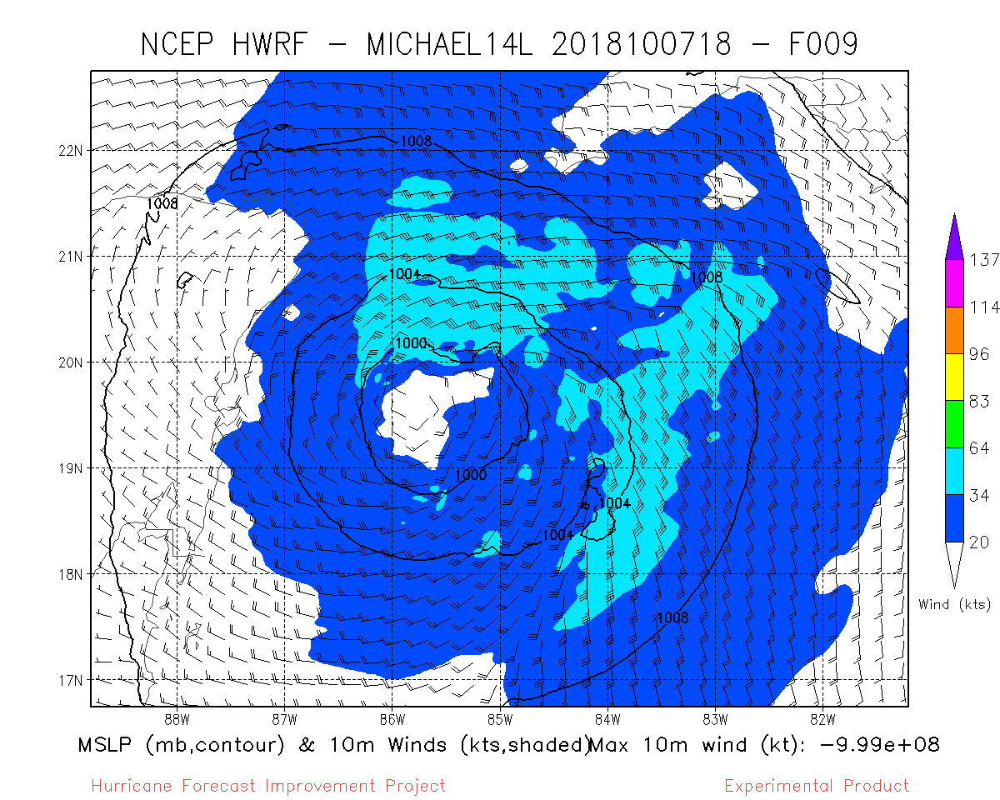 NCEP HWRF - MICHAEL14L 2018100718 - F009
22N
21N
20N
19N
18N
17N
88W 87W 86W 85W 84W 83W 82W
1008
1008
1004
1008
1000
1000
1004
1004
1008
137
114
96
83
64
34
20
Wind (kts)
MSLP (mb,contour) & 10m Winds (kts,shaded)Max 10m wind (kt): -9.99e+08
Hurricane Forecast Improvement Project Experimental Product